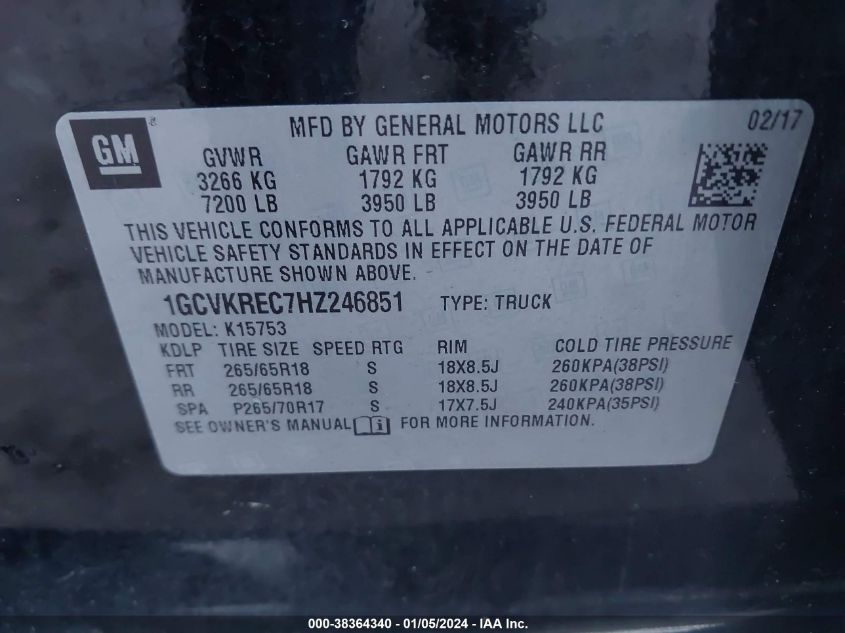 GM ®
MFD BY GENERAL MOTORS LLC 02/17
GVWR GAWR FRT GAWR RR
3266 KG 1792 KG 1792 KG
7200 LB 3950 LB 3950 LB
THIS VEHICLE CONFORMS TO ALL APPLICABLE U.S. FEDERAL MOTOR
VEHICLE SAFETY STANDARDS IN EFFECT ON THE DATE OF
MANUFACTURE SHOWN ABOVE.
1GCVKREC7HZ246851 TYPE: TRUCK
MODEL: K15753
KDLP TIRE SIZE SPEED RTG RIM COLD TIRE PRESSURE
FRT 265/65R18 S 18X8.5J 260KPA(38PSI)
RR 265/65R18 S 18X8.5J 260KPA(38PSI)
SPA P265/70R17 S 17X7.5J 240KPA(35PSI)
SEE OWNER'S MANUAL i FOR MORE INFORMATION.
000-38364340 - 01/05/2024 - IAA Inc.